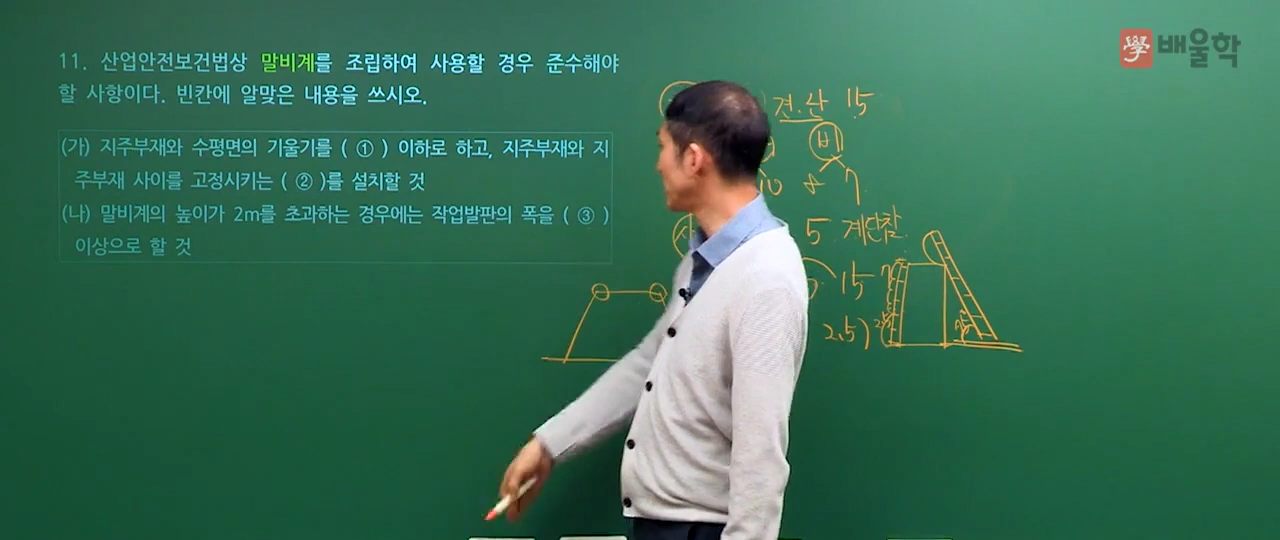 11. 산업안전보건법상 말비계를 조립하여 사용할 경우 준수해야
할 사항이다. 빈칸에 알맞은 내용을 쓰시오.
(가) 지주부재와 수평면의 기울기를 ( ① ) 이하로 하고, 지주부재와 지
주부재 사이를 고정시키는 ( ② )를 설치할 것
(나) 말비계의 높이가 2m를 초과하는 경우에는 작업발판의 폭을 ( ③ )
이상으로 할 것
學 배울학
견.산 15
비
10 8 7
5 계단참
15